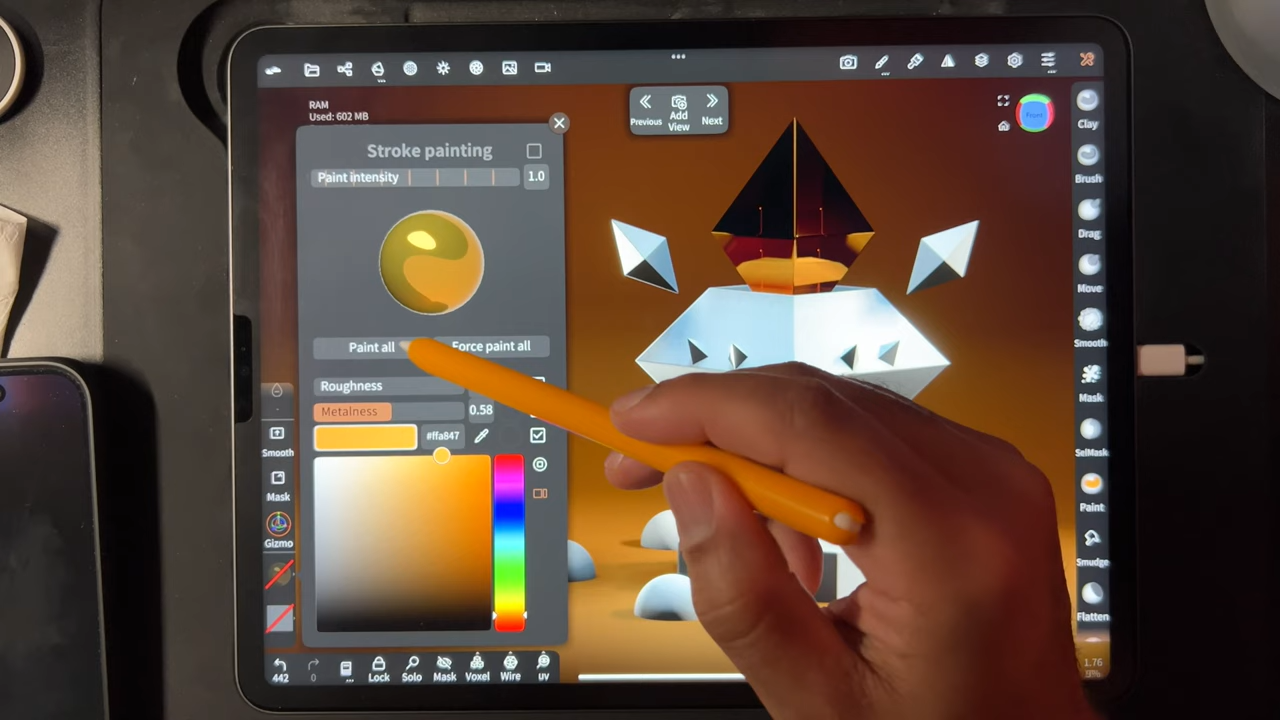 RAM
Used: 602 MB
Previous
Add
View
Next
Front
Stroke painting
Paint intensity
1.0
Paint all
Force paint all
Roughness
Metalness
0.58
#ffa847
Smooth
Mask
Gizmo
Clay
Brush
Drag
Move
Smooth
Mask
SelMask
Paint
Smudge
Flatten
442
0
Lock
Solo
Mask
Voxel
Wire
UV
1.76
9%